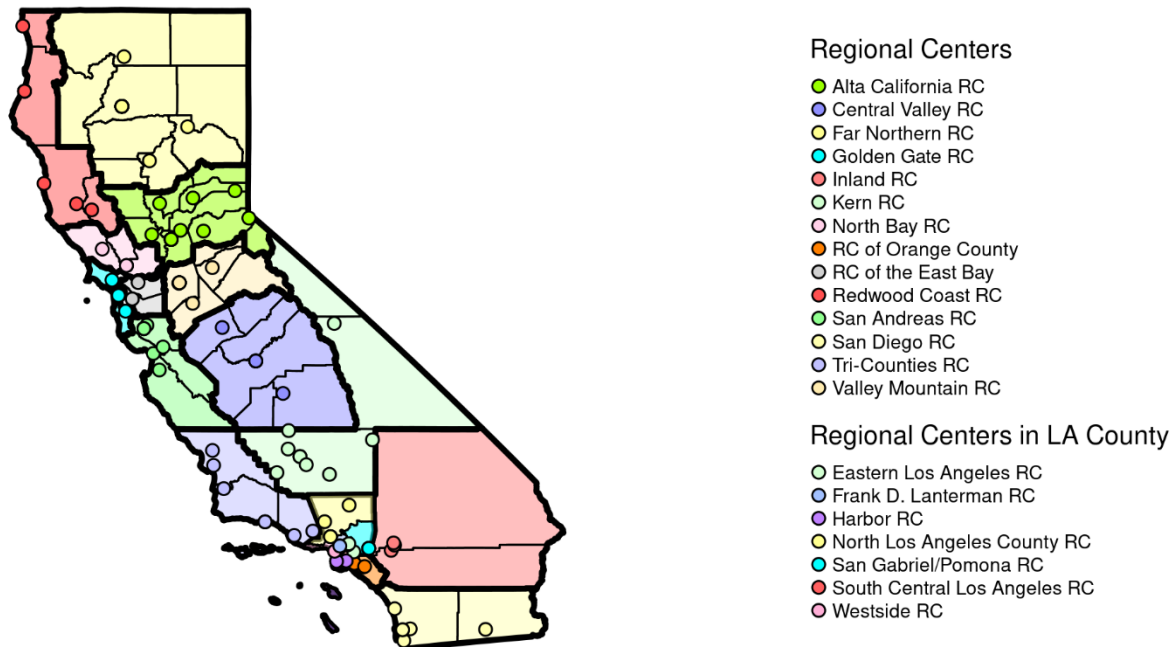 Regional Centers
Alta California RC
Central Valley RC
Far Northern RC
Golden Gate RC
Inland RC
Kern RC
North Bay RC
RC of Orange County
RC of the East Bay
Redwood Coast RC
San Andreas RC
San Diego RC
Tri-Counties RC
Valley Mountain RC
Regional Centers in LA County
Eastern Los Angeles RC
Frank D. Lanterman RC
Harbor RC
North Los Angeles County RC
San Gabriel/Pomona RC
South Central Los Angeles RC
Westside RC